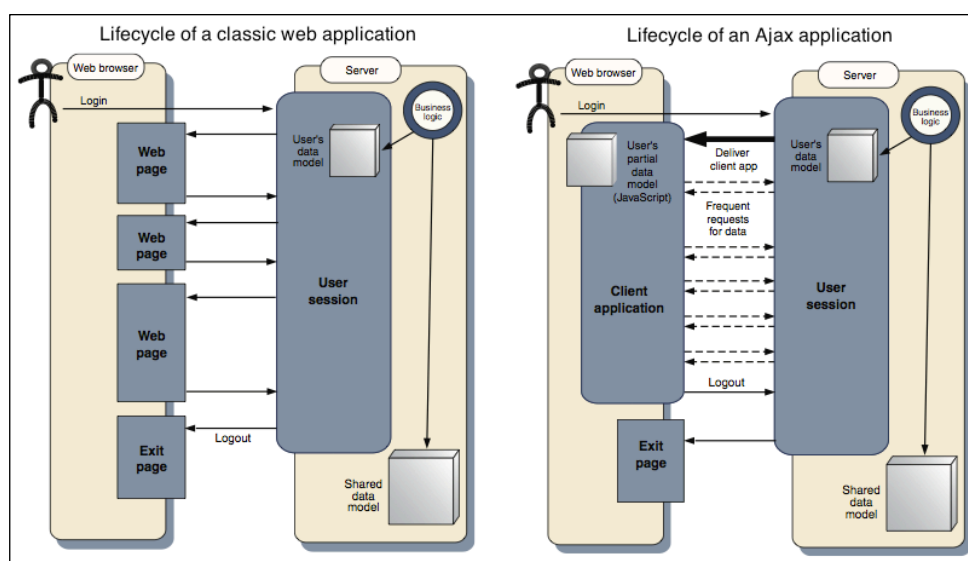 Lifecycle of a classic web application
Web browser
Server
Login
Business
logic
User's
data
model
Web
page
Web
page
User
session
Web
page
Logout
Exit
page
Shared
data
model
Lifecycle of an Ajax application
Web browser
Server
Login
Business
logic
User's
partial
data
model
(JavaScript)
Deliver
client app
User's
data
model
Frequent
requests
for data
Client
application
User
session
Logout
Exit
page
Shared
data
model